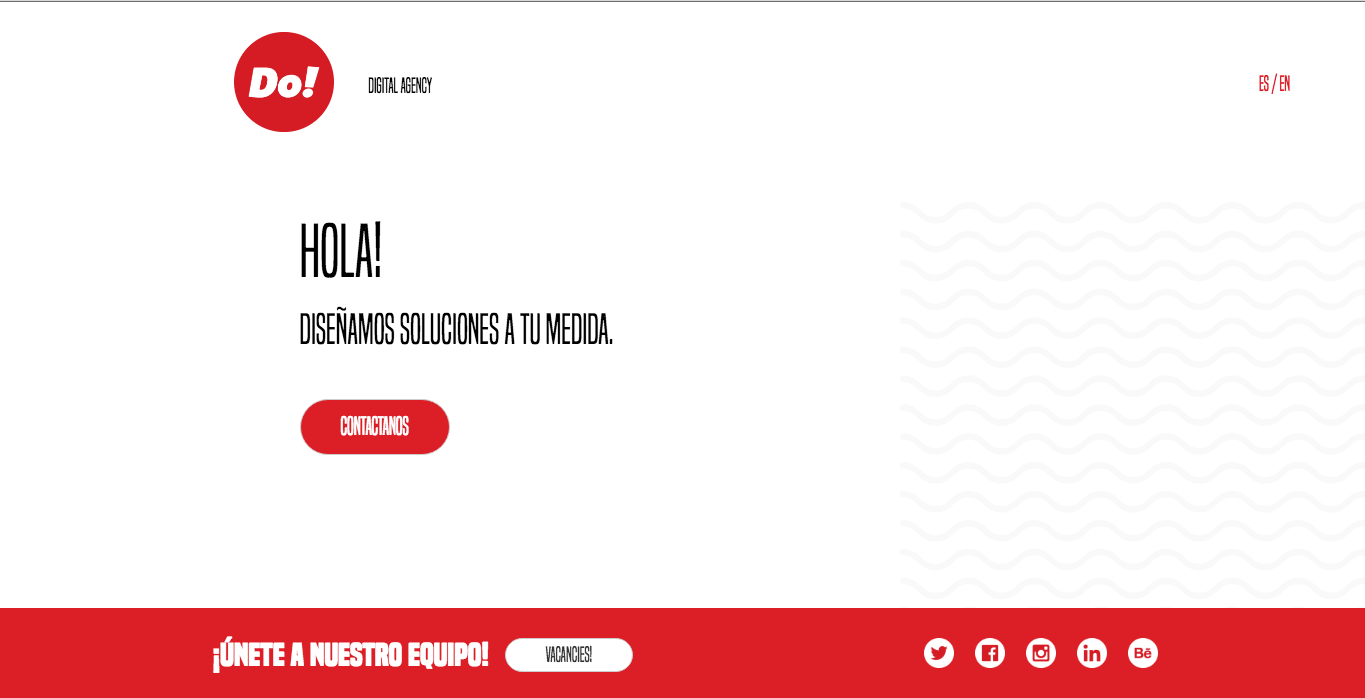 Do!
DIGITAL AGENCY
ES / EN
HOLA!
DISEÑAMOS SOLUCIONES A TU MEDIDA.
CONTACTANOS
¡ÚNETE A NUESTRO EQUIPO!
VACANCIES!
Bē